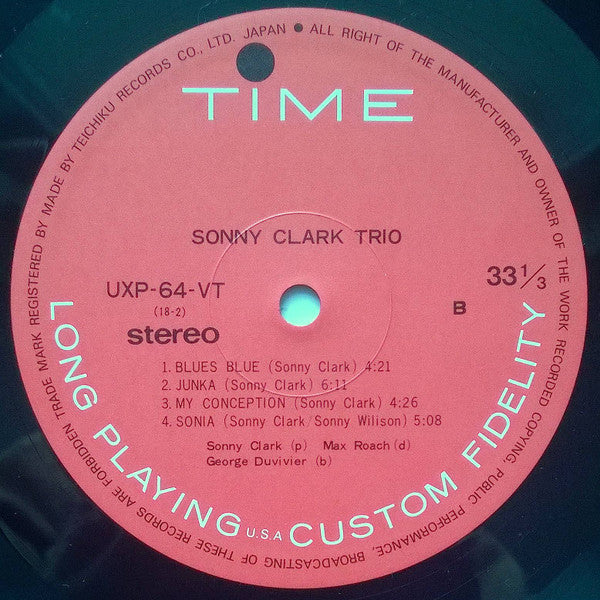 TRADE MARK REGISTERED BY MADE BY TEICHIKU RECORDS CO., LTD. JAPAN • ALL RIGHT OF THE MANUFACTURER AND OWNER OF THE WORK RECORDED COPYING, PUBLIC PERFORMANCE, BROADCASTING OF THESE RECORDS ARE FORBIDDEN
TIME
SONNY CLARK TRIO
UXP-64-VT
(18-2)
stereo
33 1/3
B
1. BLUES BLUE (Sonny Clark) 4:21
2. JUNKA (Sonny Clark) 6:11
3. MY CONCEPTION (Sonny Clark) 4:26
4. SONIA (Sonny Clark/Sonny Wilison) 5:08
Sonny Clark (p) Max Roach (d)
George Duvivier (b)
LONG PLAYING U.S.A CUSTOM FIDELITY